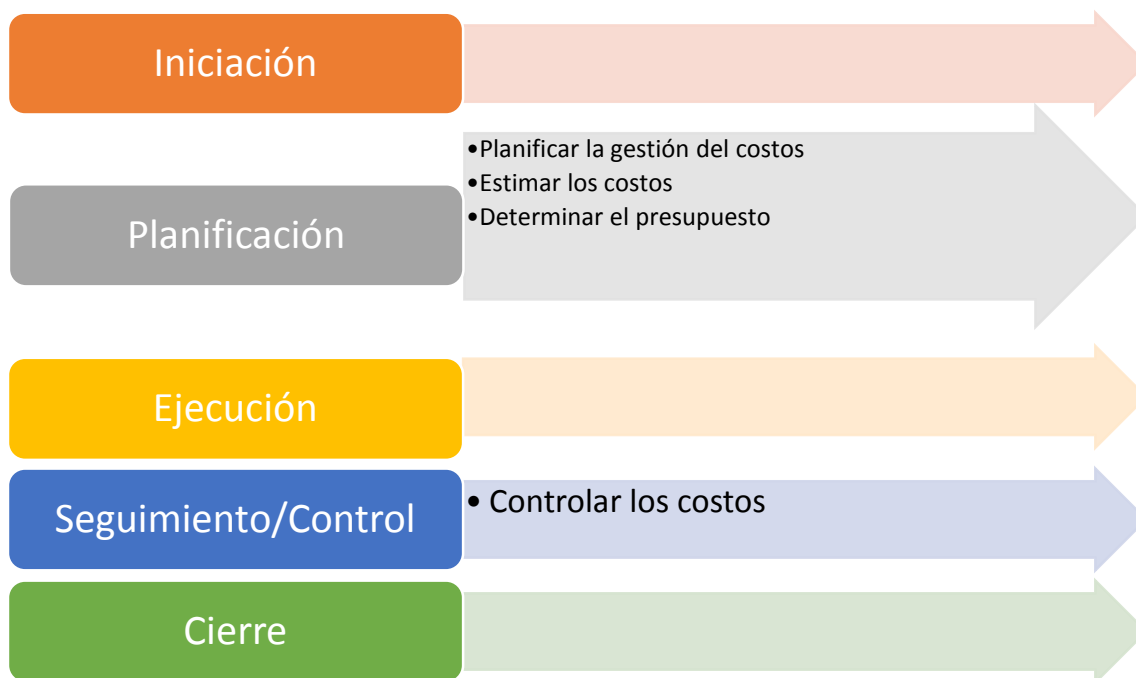 Iniciación
Planificación
•Planificar la gestión del costos
•Estimar los costos
•Determinar el presupuesto
Ejecución
Seguimiento/Control
• Controlar los costos
Cierre